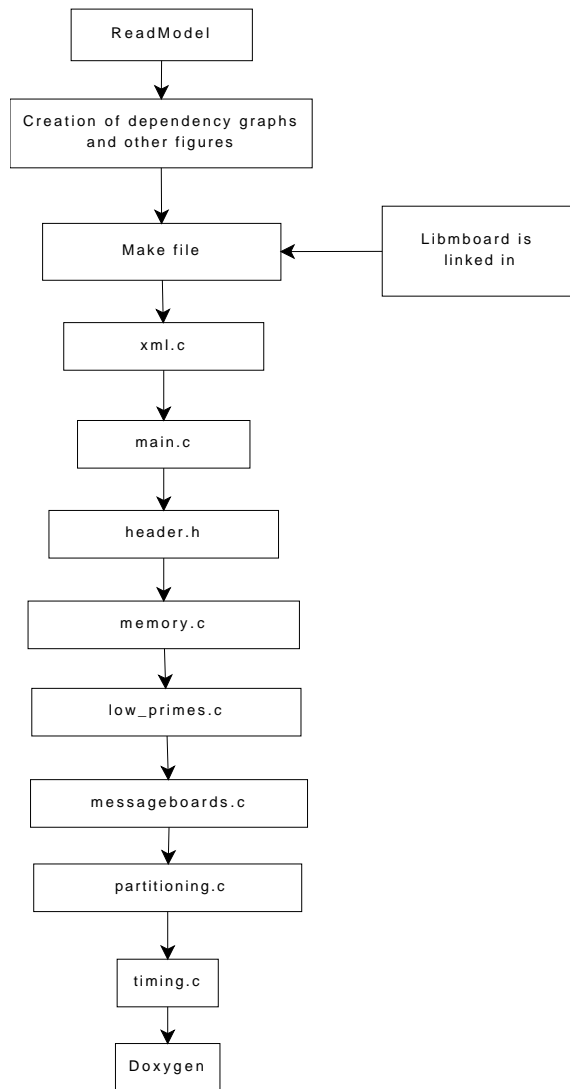 ReadModel
Creation of dependency graphs
and other figures
Make file
Libmboard is
linked in
xml.c
main.c
header.h
memory.c
low_primes.c
messageboards.c
partitioning.c
timing.c
Doxygen